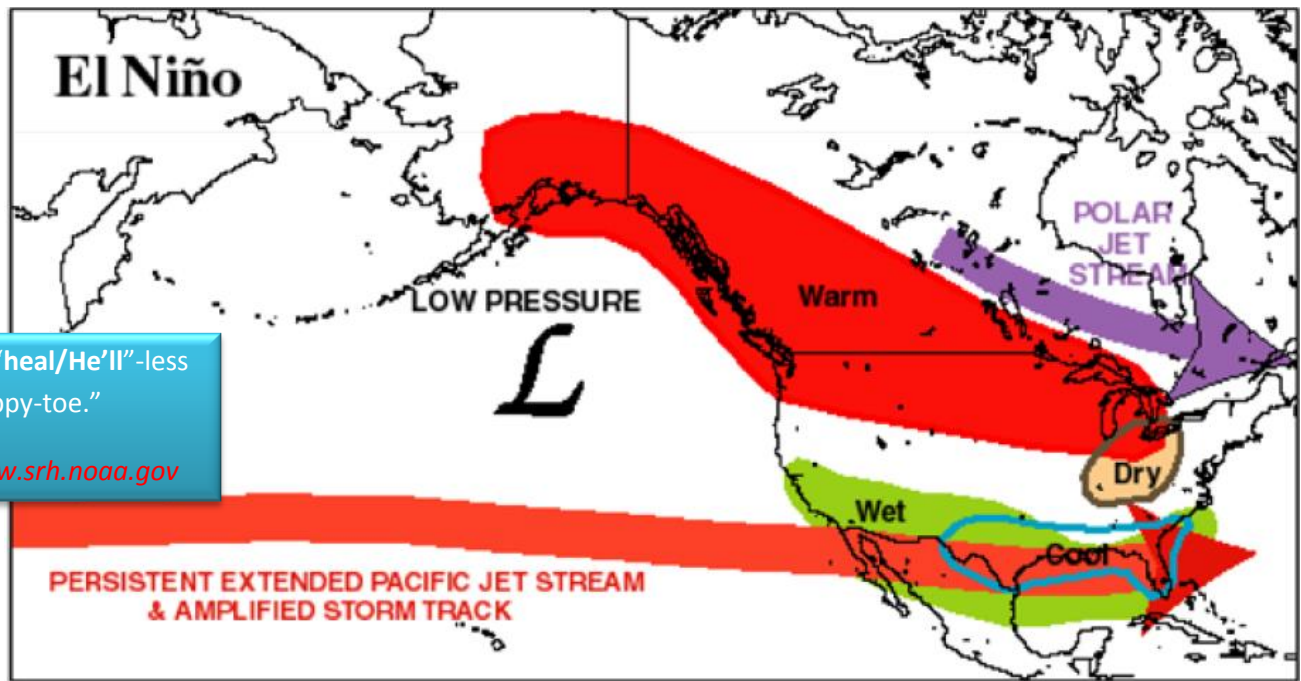 El Niño
POLAR
JET
STREAM
Warm
LOW PRESSURE
L
/heal/He’ll”-less
ppy-toe.”
w.srh.noaa.gov
Dry
Wet
Cool
PERSISTENT EXTENDED PACIFIC JET STREAM
& AMPLIFIED STORM TRACK